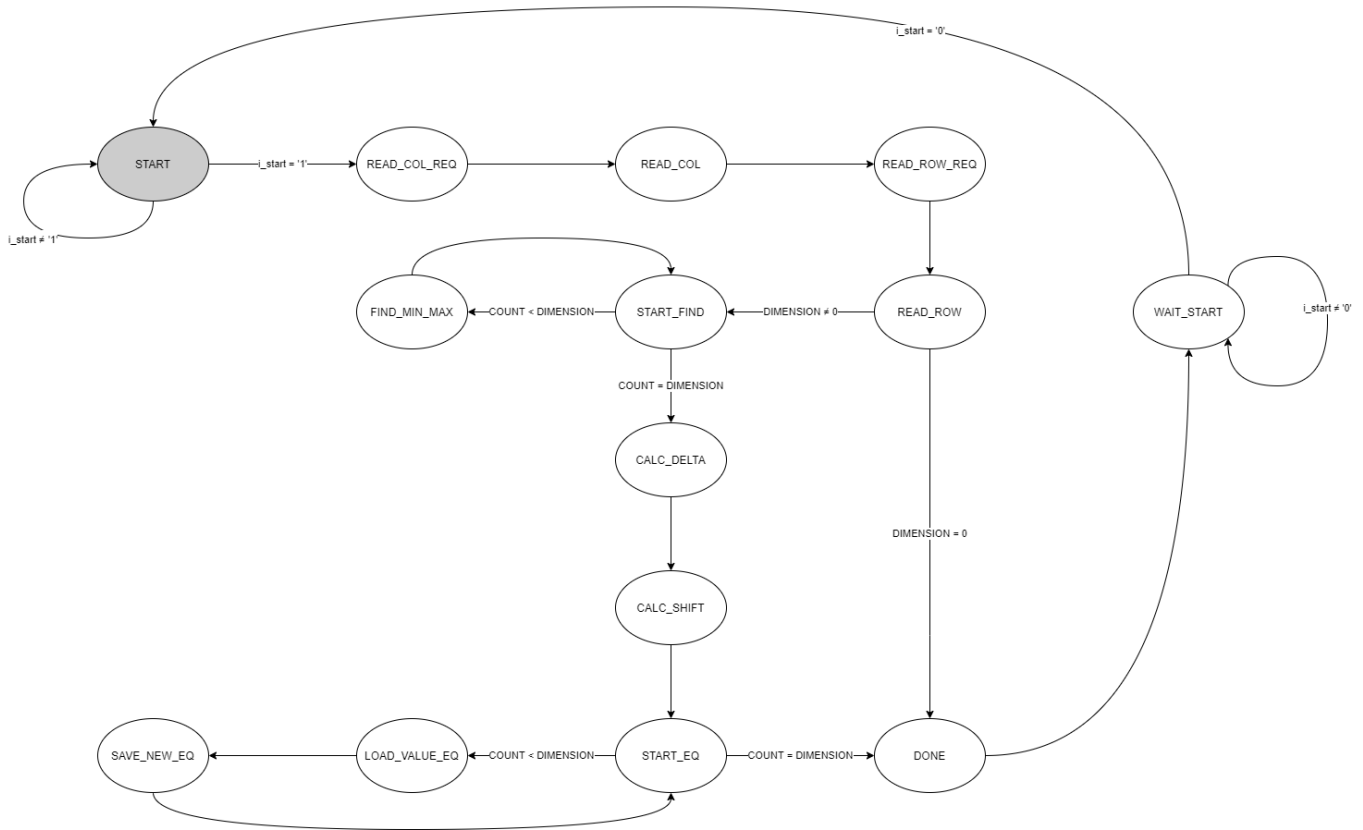 i_start = '0'
START
i_start = '1'
READ_COL_REQ
READ_COL
READ_ROW_REQ
i_start ≠ '1'
FIND_MIN_MAX
COUNT < DIMENSION
START_FIND
DIMENSION ≠ 0
READ_ROW
WAIT_START
i_start ≠ '0'
COUNT = DIMENSION
CALC_DELTA
DIMENSION = 0
CALC_SHIFT
SAVE_NEW_EQ
LOAD_VALUE_EQ
COUNT < DIMENSION
START_EQ
COUNT = DIMENSION
DONE